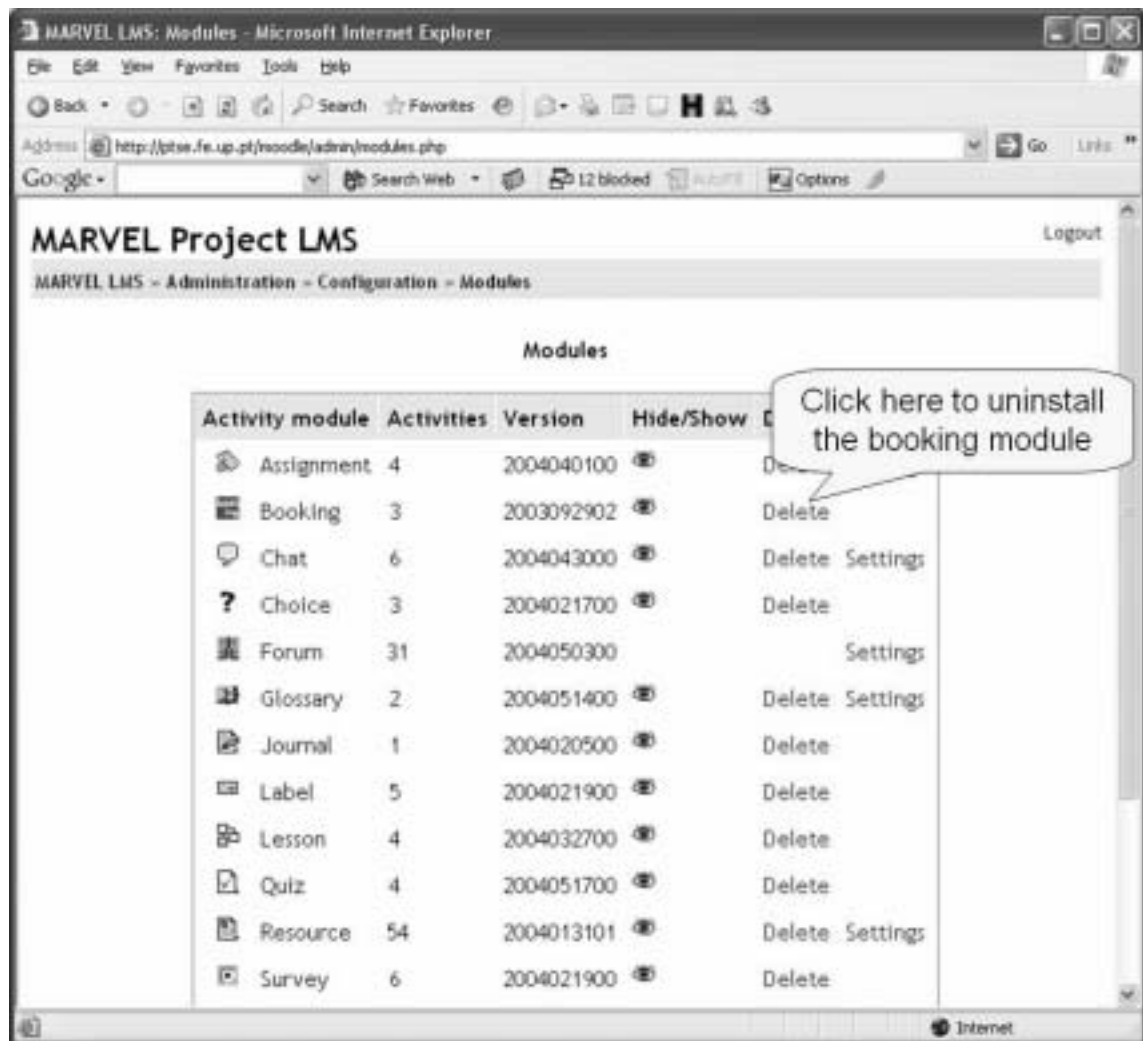 MARVEL LMS: Modules - Microsoft Internet Explorer
File Edit View Favorites Tools Help
Back Search Favorites
Address http://ptse.fe.up.pt/moodle/admin/modules.php Go Links
Google Search Web 12 blocked AutoFill Options
MARVEL Project LMS Logout
MARVEL LMS » Administration » Configuration » Modules
Modules
Click here to uninstall
the booking module
Activity module Activities Version Hide/Show
Assignment 4 2004040100
Booking 3 2003092902 Delete
Chat 6 2004043000 Delete Settings
Choice 3 2004021700 Delete
Forum 31 2004050300 Settings
Glossary 2 2004051400 Delete Settings
Journal 1 2004020500 Delete
Label 5 2004021900 Delete
Lesson 4 2004032700 Delete
Quiz 4 2004051700 Delete
Resource 54 2004013101 Delete Settings
Survey 6 2004021900 Delete
Internet